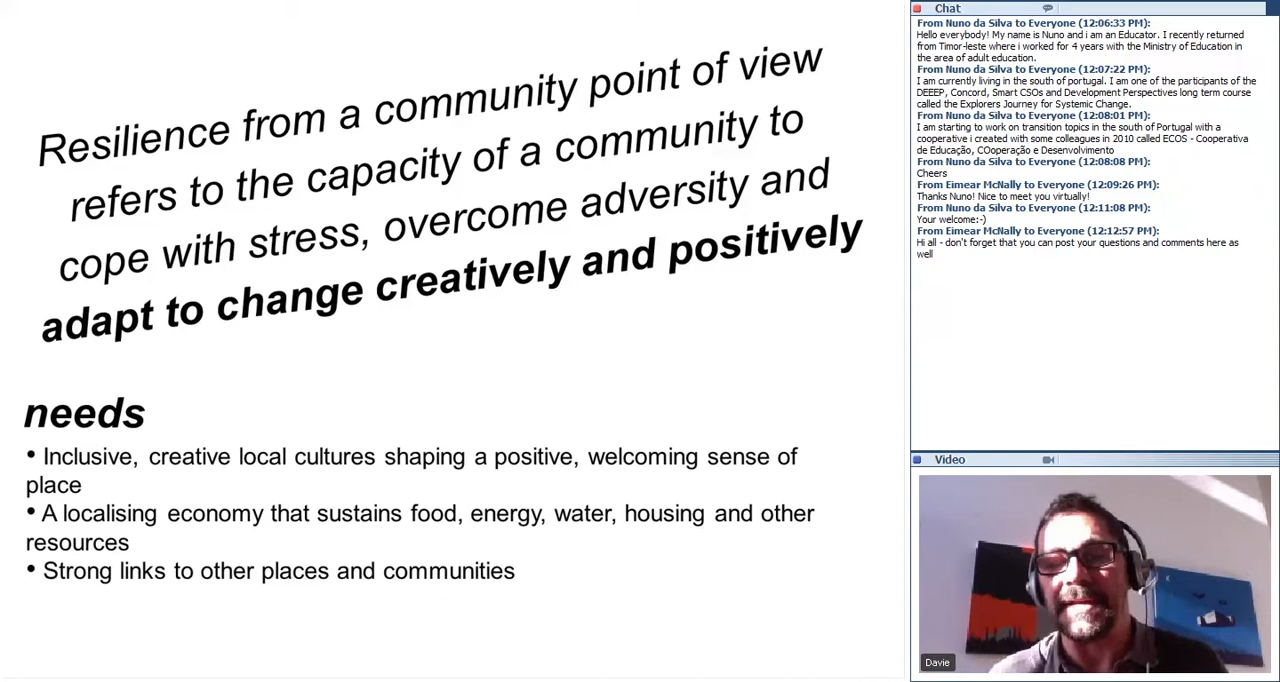 Resilience from a community point of view
refers to the capacity of a community to
cope with stress, overcome adversity and
adapt to change creatively and positively
needs
• Inclusive, creative local cultures shaping a positive, welcoming sense of
place
• A localising economy that sustains food, energy, water, housing and other
resources
• Strong links to other places and communities
Chat
From Nuno da Silva to Everyone (12:06:33 PM):
Hello everybody! My name is Nuno and i am an Educator. I recently returned
from Timor-leste where i worked for 4 years with the Ministry of Education in
the area of adult education.
From Nuno da Silva to Everyone (12:07:22 PM):
I am currently living in the south of portugal. I am one of the participants of the
DEEEP, Concord, Smart CSOs and Development Perspectives long term course
called the Explorers Journey for Systemic Change.
From Nuno da Silva to Everyone (12:08:01 PM):
I am starting to work on transition topics in the south of Portugal with a
cooperative i created with some colleagues in 2010 called ECOS - Cooperativa
de Educação, COoperação e Desenvolvimento
From Nuno da Silva to Everyone (12:08:08 PM):
Cheers
From Eimear McNally to Everyone (12:09:26 PM):
Thanks Nuno! Nice to meet you virtually!
From Nuno da Silva to Everyone (12:11:08 PM):
Your welcome:-)
From Eimear McNally to Everyone (12:12:57 PM):
Hi all - don't forget that you can post your questions and comments here as
well
Video
Davie